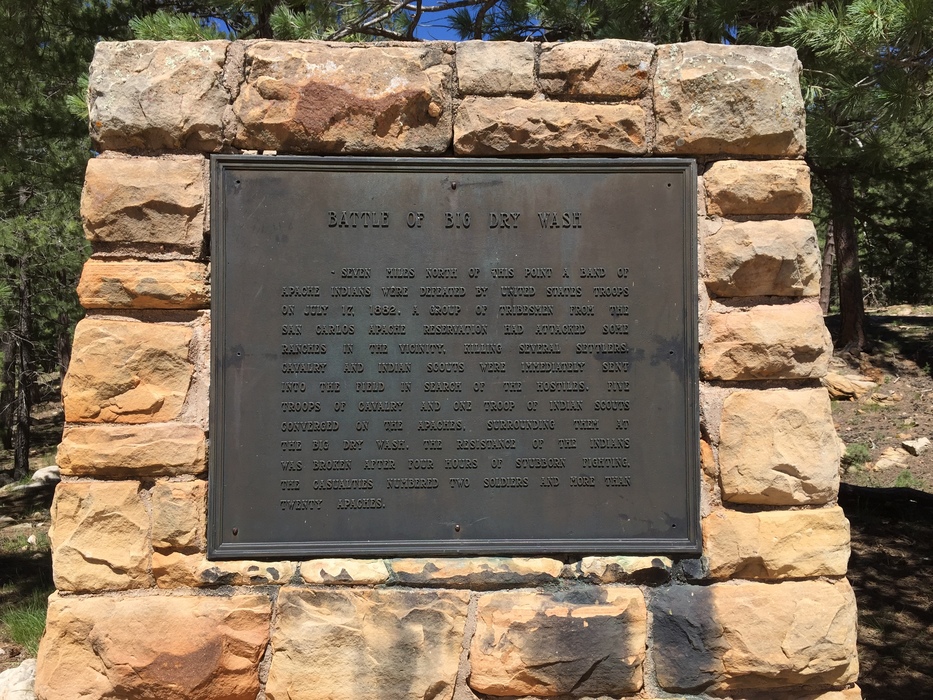 BATTLE OF BIG DRY WASH
SEVEN MILES NORTH OF THIS POINT A BAND OF
APACHE INDIANS WERE DEFEATED BY UNITED STATES TROOPS
ON JULY 17, 1882. A GROUP OF TRIBESMEN FROM THE
SAN CARLOS APACHE RESERVATION HAD ATTACKED SOME
RANCHES IN THE VICINITY, KILLING SEVERAL SETTLERS.
CAVALRY AND INDIAN SCOUTS WERE IMMEDIATELY SENT
INTO THE FIELD IN SEARCH OF THE HOSTILES. FIVE
TROOPS OF CAVALRY AND ONE TROOP OF INDIAN SCOUTS
CONVERGED ON THE APACHES, SURROUNDING THEM AT
THE BIG DRY WASH. THE RESISTANCE OF THE INDIANS
WAS BROKEN AFTER FOUR HOURS OF STUBBORN FIGHTING.
THE CASUALTIES NUMBERED TWO SOLDIERS AND MORE THAN
TWENTY APACHES.